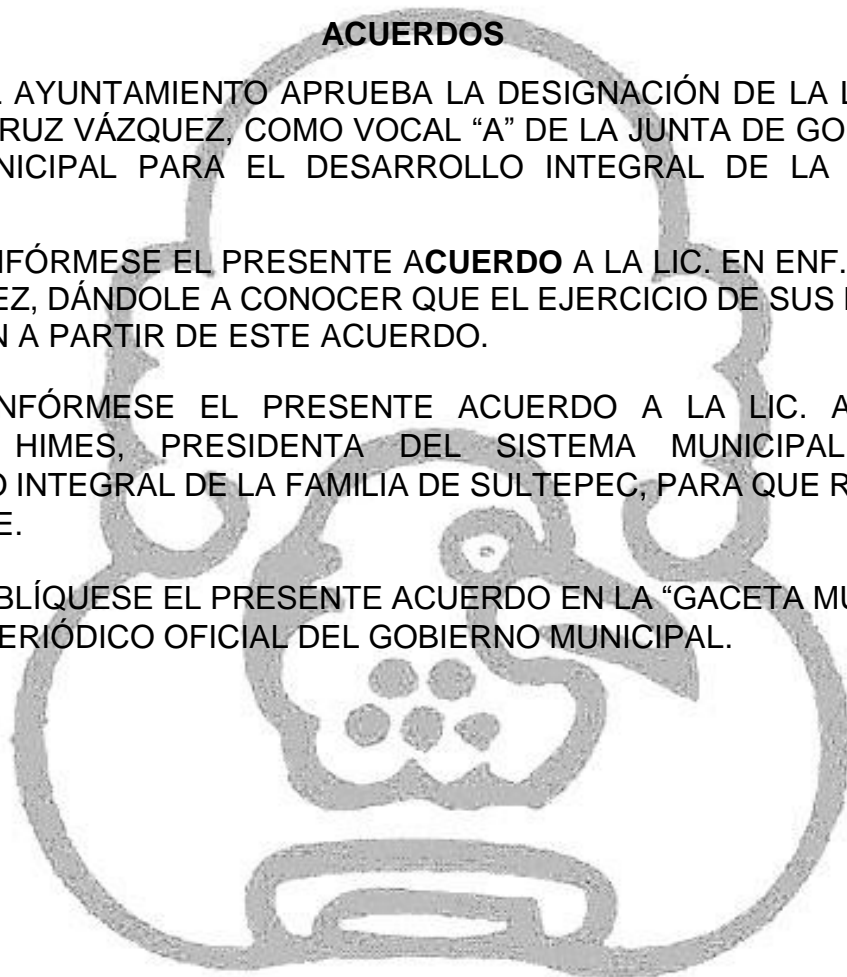 ACUERDOS
AYUNTAMIENTO APRUEBA LA DESIGNACIÓN DE LA
RUZ VÁZQUEZ, COMO VOCAL “A” DE LA JUNTA DE GO
NICIPAL PARA EL DESARROLLO INTEGRAL DE LA
NFÓRMESE EL PRESENTE ACUERDO A LA LIC. EN ENF.
EZ, DÁNDOLE A CONOCER QUE EL EJERCICIO DE SUS
N A PARTIR DE ESTE ACUERDO.
NFÓRMESE EL PRESENTE ACUERDO A LA LIC. A
HIMES, PRESIDENTA DEL SISTEMA MUNICIPAL
O INTEGRAL DE LA FAMILIA DE SULTEPEC, PARA QUE R
E.
BLÍQUESE EL PRESENTE ACUERDO EN LA “GACETA MU
ERIÓDICO OFICIAL DEL GOBIERNO MUNICIPAL.